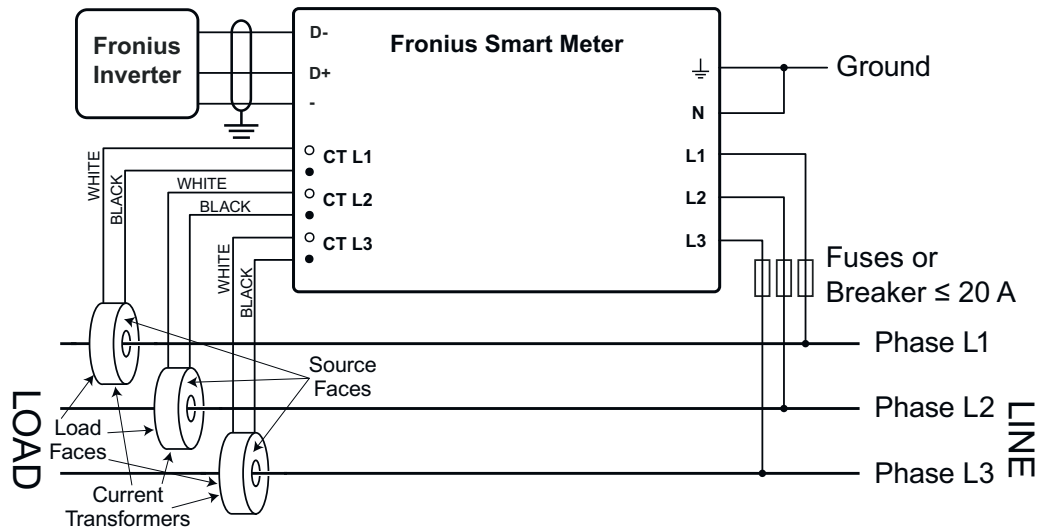 Fronius
Inverter
D-
D+
-
Fronius Smart Meter
Ground
N
L1
L2
L3
CT L1
CT L2
CT L3
WHITE
BLACK
WHITE
BLACK
WHITE
BLACK
Fuses or
Breaker ≤ 20 A
Phase L1
Phase L2
Phase L3
Source
Faces
Load
Faces
Current
Transformers
LOAD
LINE